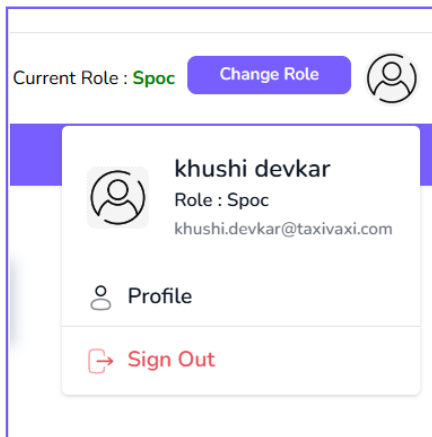 Current Role : Spoc Change Role
khushi devkar
Role : Spoc
khushi.devkar@taxivaxi.com
Profile
Sign Out